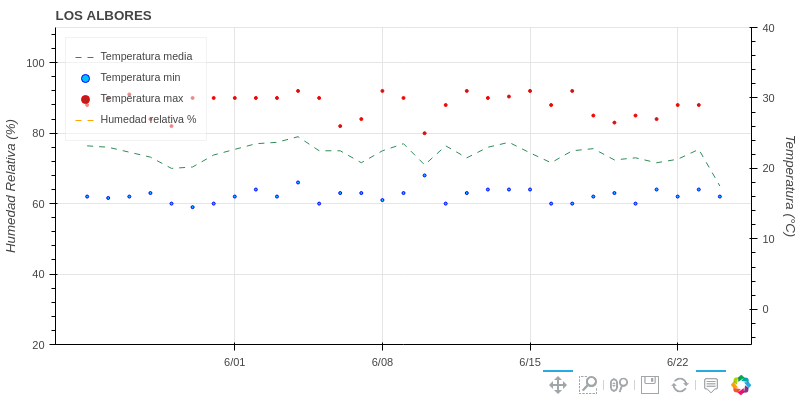 LOS ALBORES
Temperatura media
Temperatura min
Temperatura max
Humedad relativa %
Humedad Relativa (%)
100
80
60
40
20
Temperatura (°C)
40
30
20
10
0
6/01
6/08
6/15
6/22